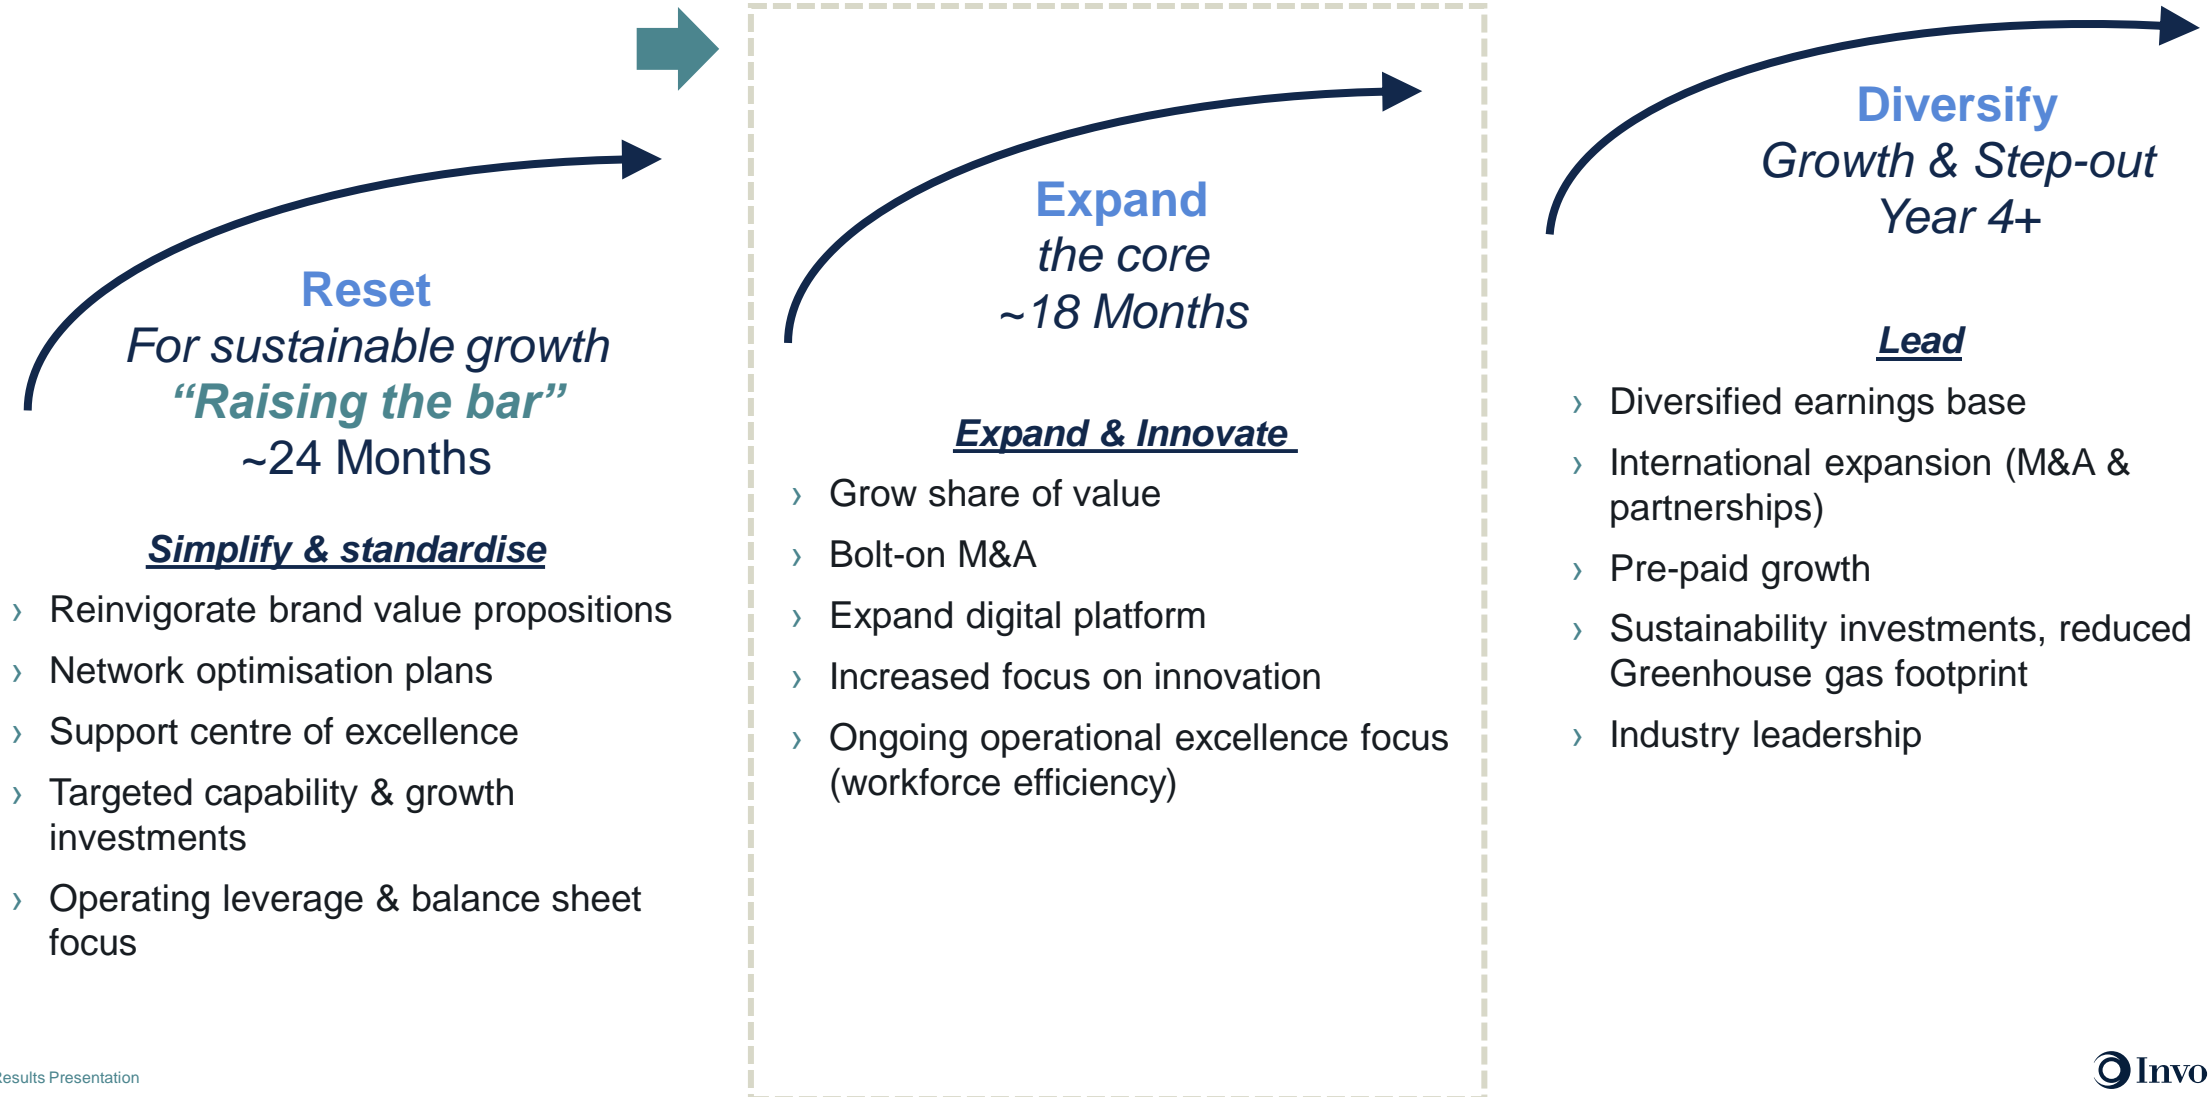 Reset
For sustainable growth
“Raising the bar”
~24 Months
Simplify & standardise
› Reinvigorate brand value propositions
› Network optimisation plans
› Support centre of excellence
› Targeted capability & growth
investments
› Operating leverage & balance sheet
focus
Expand
the core
~18 Months
Expand & Innovate
› Grow share of value
› Bolt-on M&A
› Expand digital platform
› Increased focus on innovation
› Ongoing operational excellence focus
(workforce efficiency)
Diversify
Growth & Step-out
Year 4+
Lead
› Diversified earnings base
› International expansion (M&A &
partnerships)
› Pre-paid growth
› Sustainability investments, reduced
Greenhouse gas footprint
› Industry leadership
Results Presentation
Invo